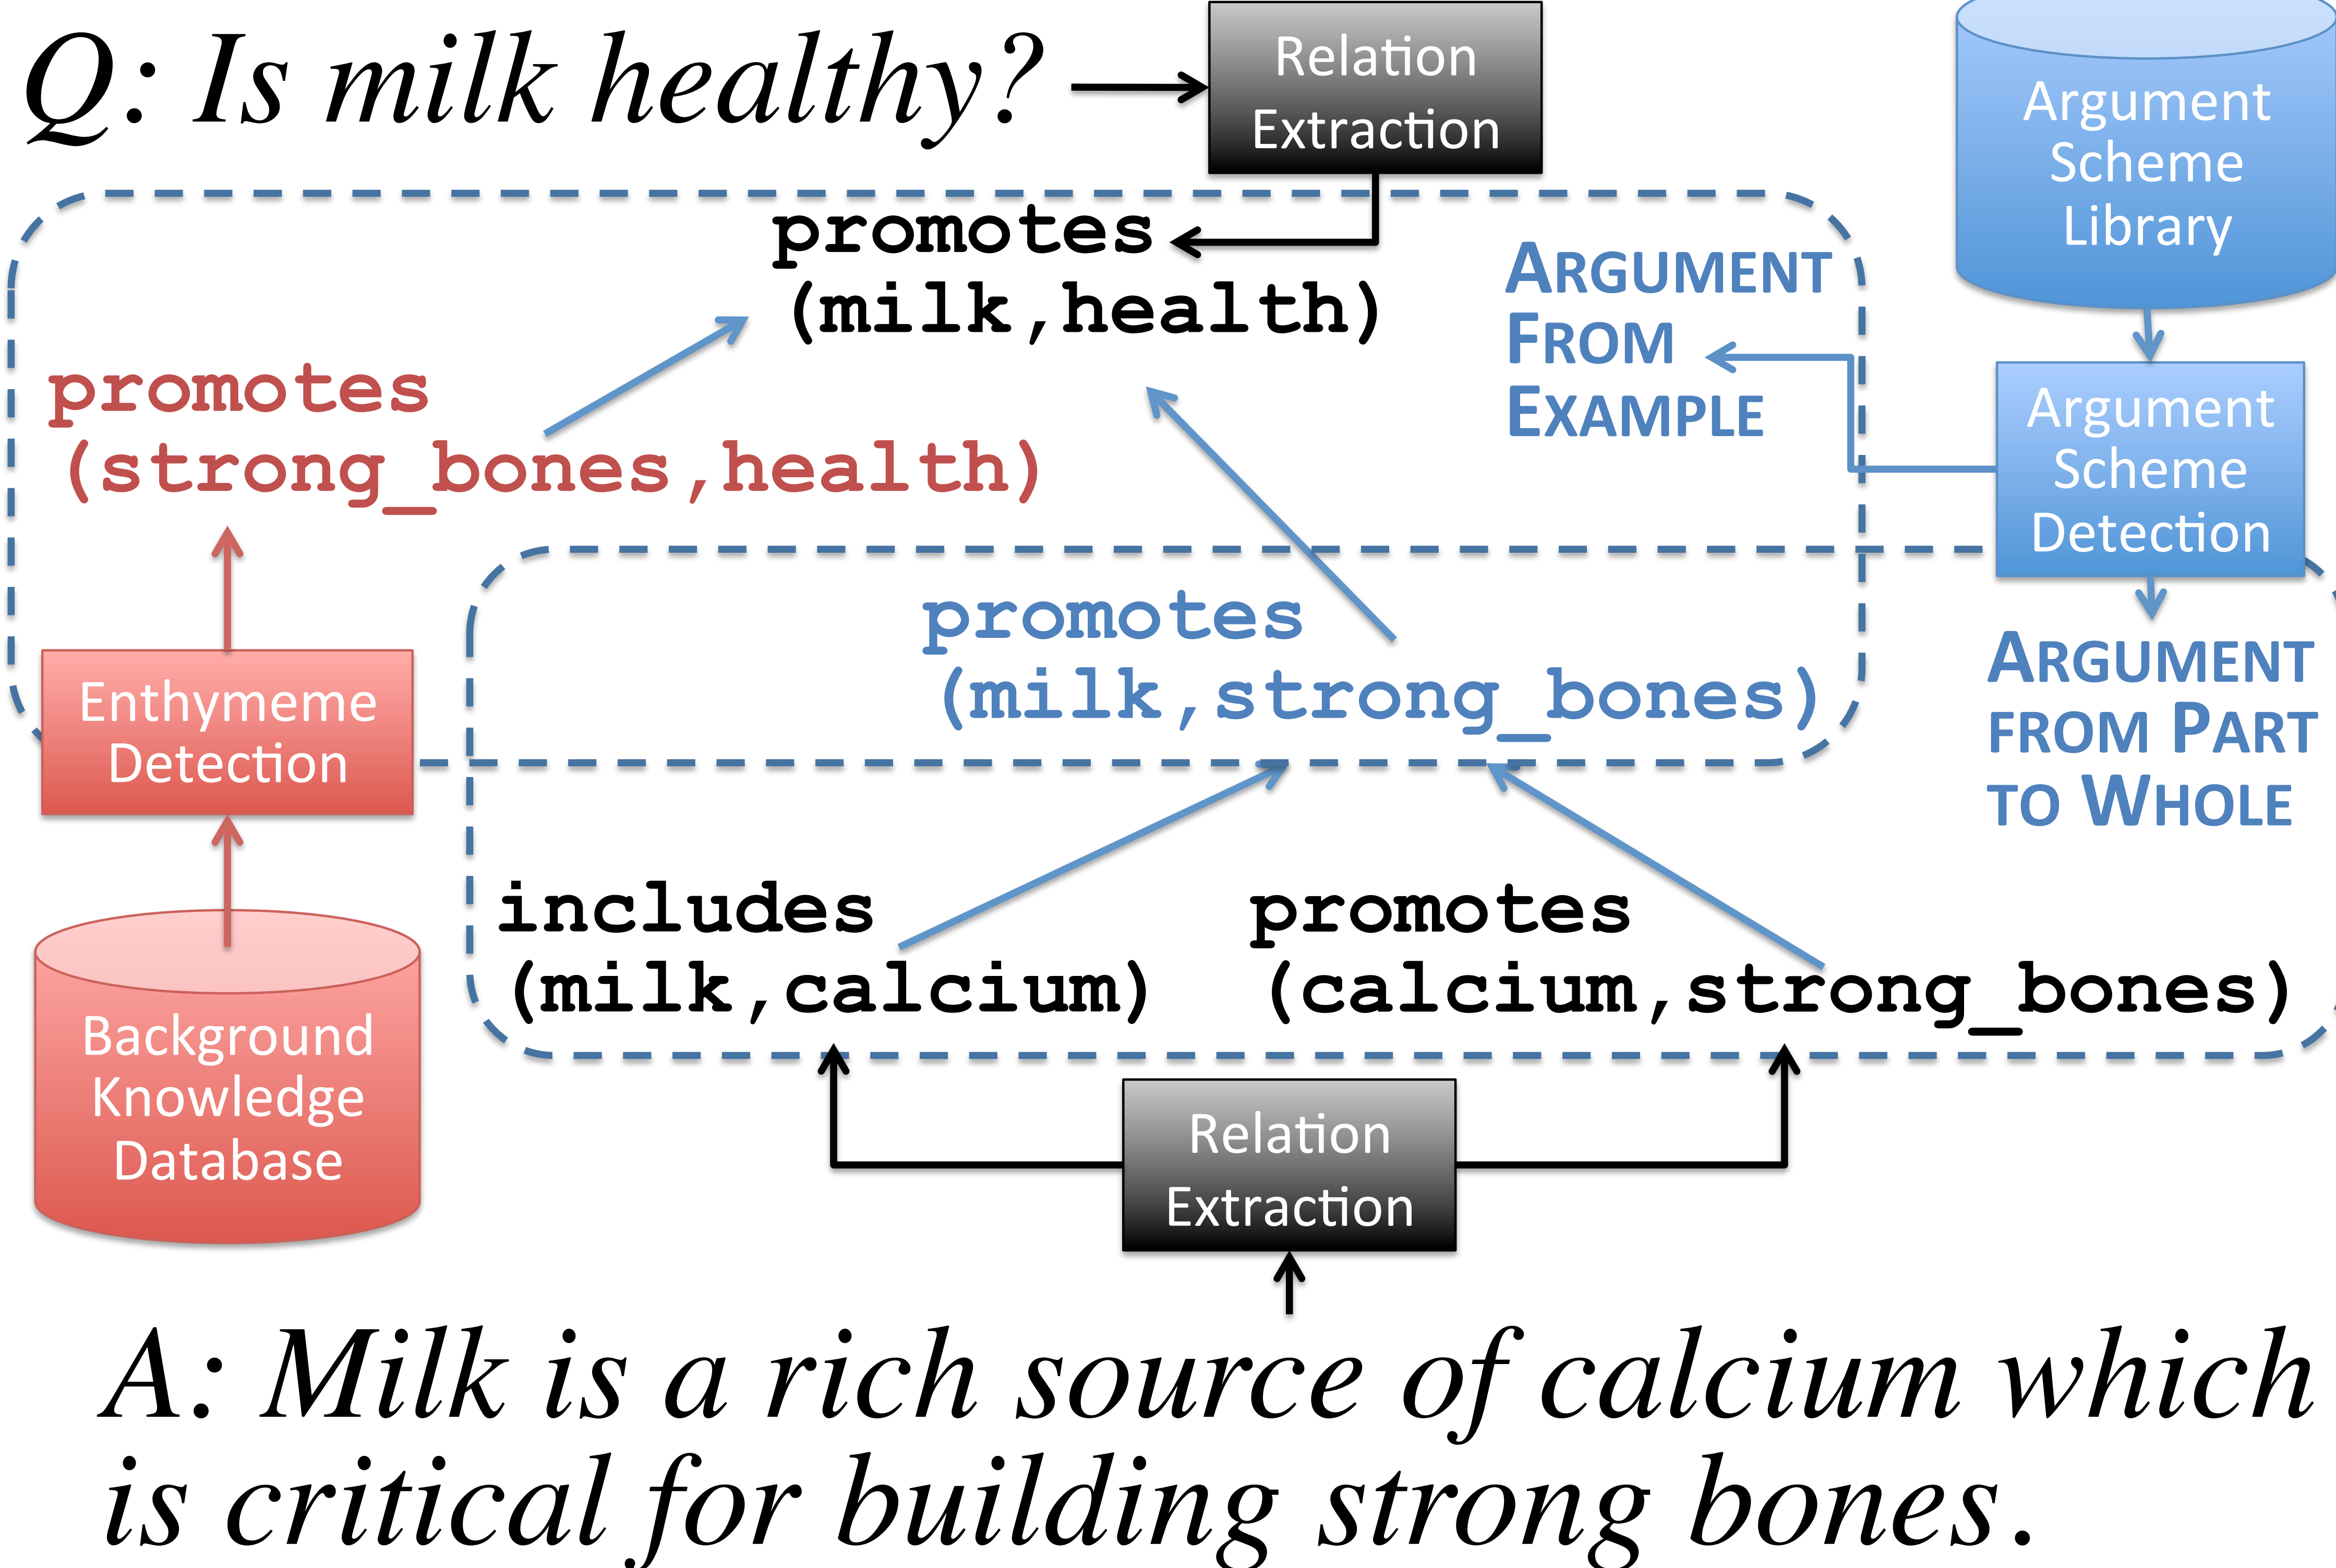 Q: Is milk healthy?
Relation
Extraction
Argument
Scheme
Library
promotes
(milk,health)
ARGUMENT
FROM
EXAMPLE
promotes
(strong_bones,health)
Argument
Scheme
Detection
promotes
(milk,strong_bones)
Enthymeme
Detection
ARGUMENT
FROM PART
TO WHOLE
includes
(milk,calcium)
promotes
(calcium,strong_bones)
Background
Knowledge
Database
Relation
Extraction
A: Milk is a rich source of calcium which
is critical for building strong bones.